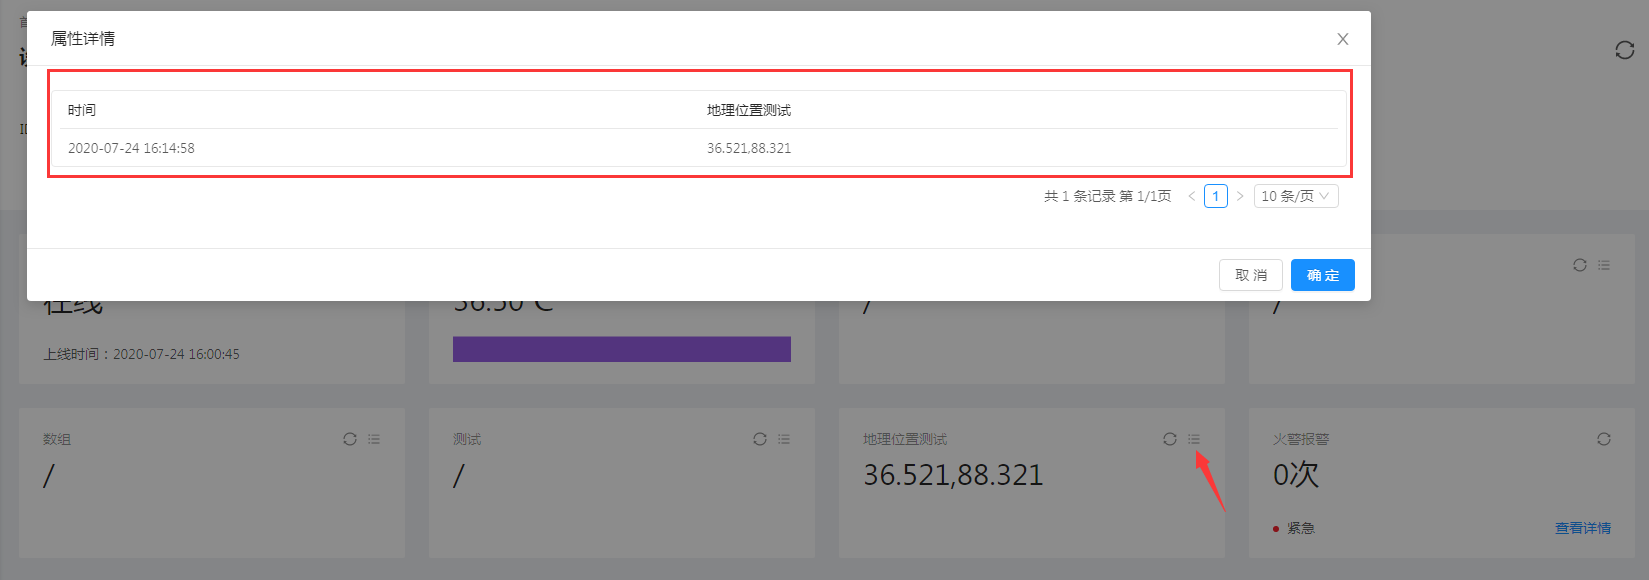 属性详情
时间 地理位置测试
2020-07-24 16:14:58 36.521,88.321
共 1 条记录 第 1/1页 < 1 > 10 条/页
取 消 确 定
在线 36.50℃ / /
上线时间：2020-07-24 16:00:45
数组 测试 地理位置测试 火警报警
/ / 36.521,88.321 0次
紧急 查看详情